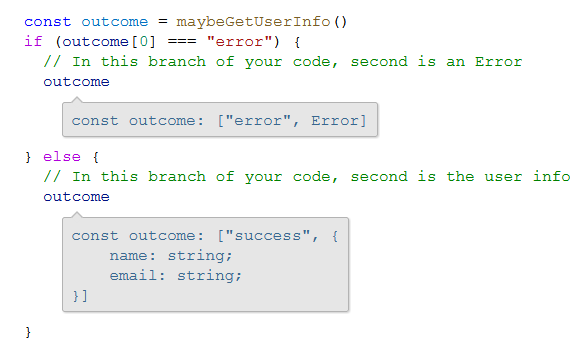 const outcome = maybeGetUserInfo()
if (outcome[0] === "error") {
  // In this branch of your code, second is an Error
  outcome
const outcome: ["error", Error]
} else {
  // In this branch of your code, second is the user info
  outcome
const outcome: ["success", {
    name: string;
    email: string;
}]
}